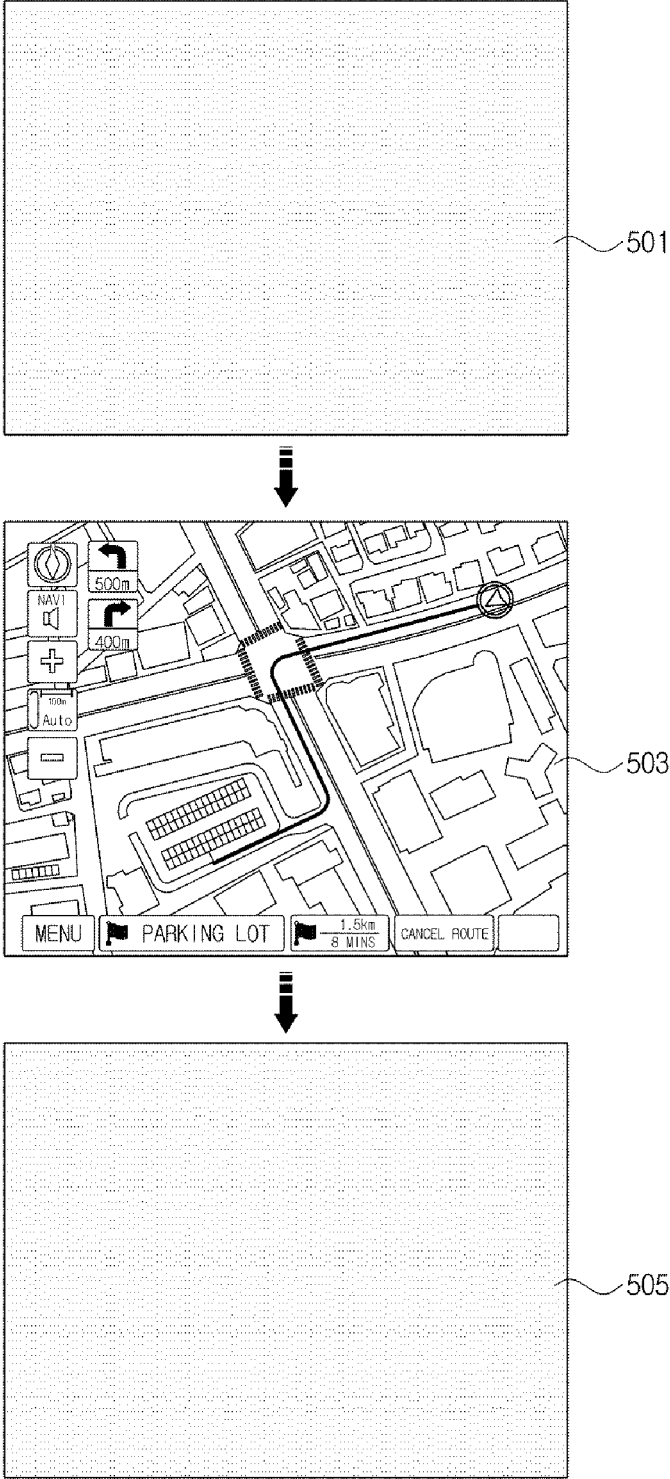 501
500m
NAVI
400m
100m
Auto
503
MENU
PARKING LOT
1.5km
8 MINS
CANCEL ROUTE
505